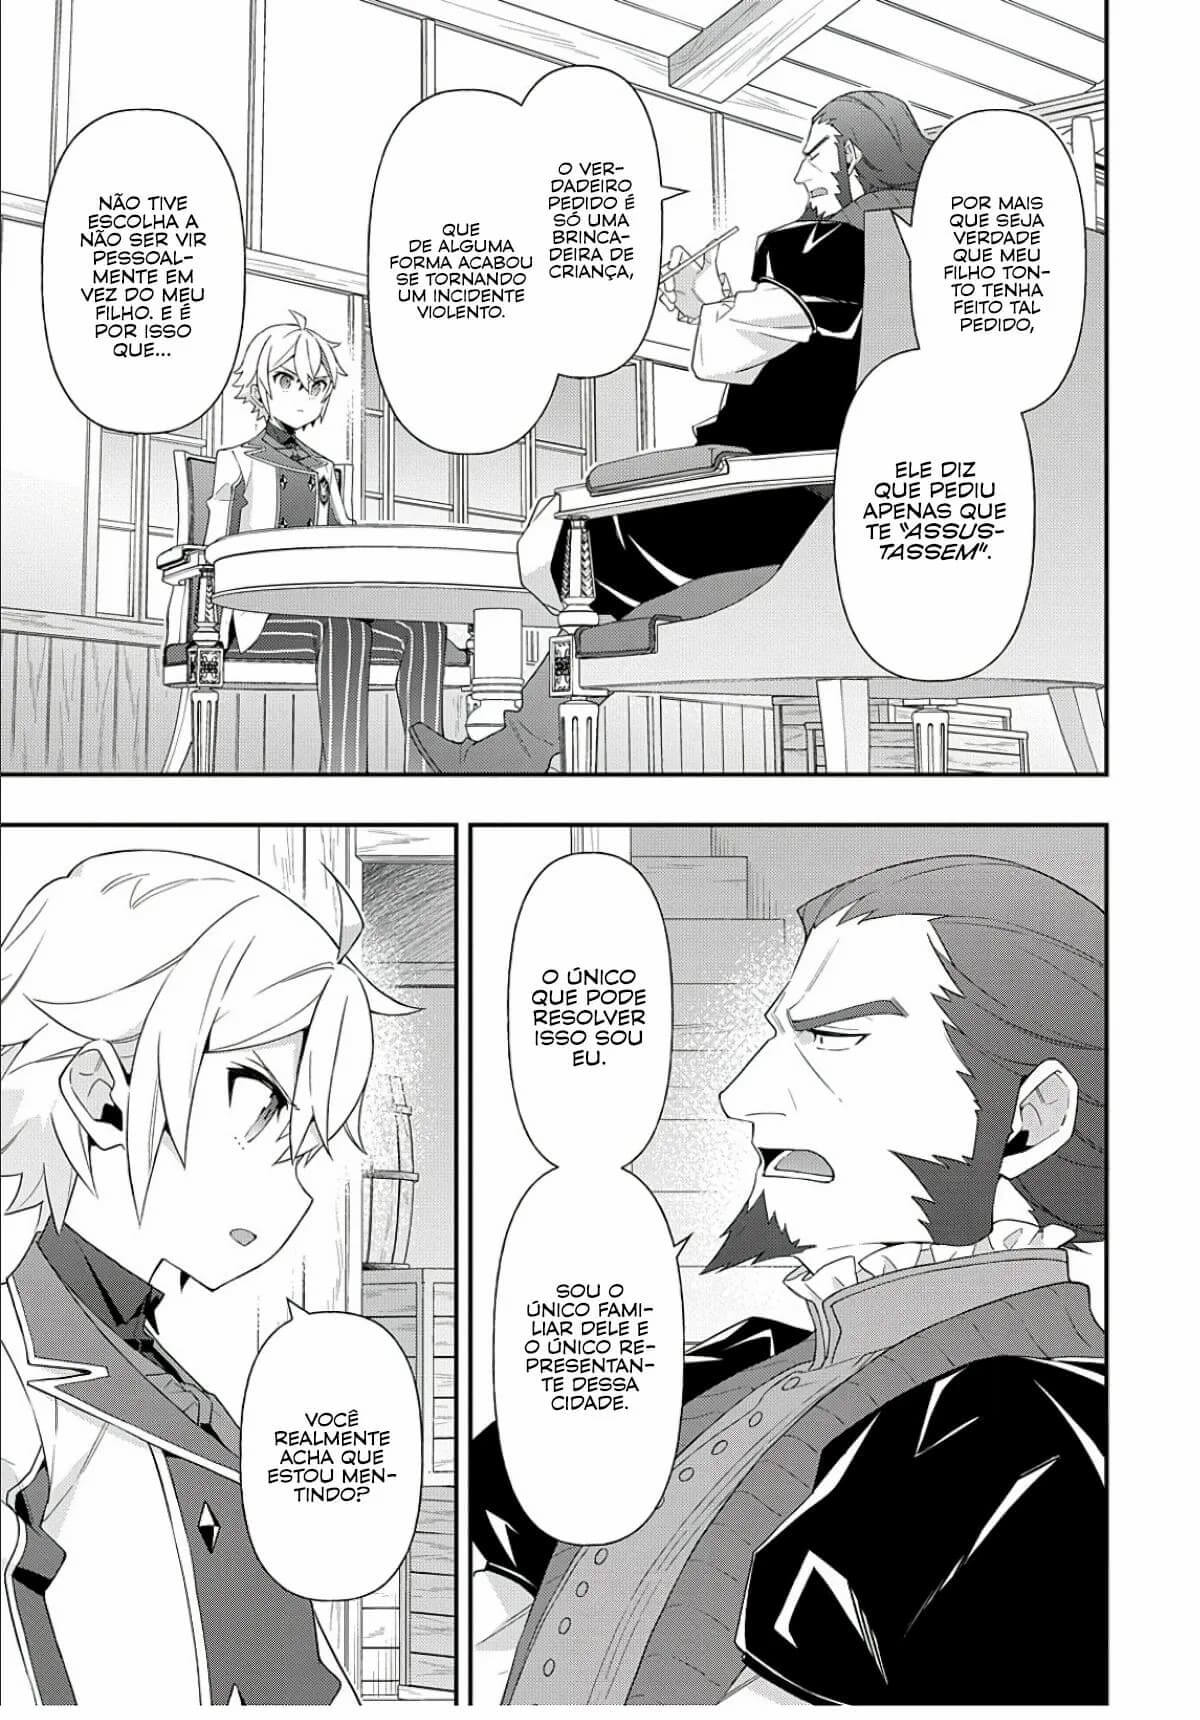 POR MAIS
QUE SEJA
VERDADE
QUE MEU
FILHO TON-
TO TENHA
FEITO TAL
PEDIDO,
ELE DIZ
QUE PEDIU
APENAS QUE
TE "ASSUS-
TASSEM".
O VER-
DADEIRO
PEDIDO É
SÓ UMA
BRINCA-
DEIRA DE
CRIANÇA,
QUE
DE ALGUMA
FORMA ACABOU
SE TORNANDO
UM INCIDENTE
VIOLENTO.
NÃO TIVE
ESCOLHA A
NÃO SER VIR
PESSOAL-
MENTE EM
VEZ DO MEU
FILHO. E É
POR ISSO
QUE...
O ÚNICO
QUE PODE
RESOLVER
ISSO SOU
EU.
SOU O
ÚNICO FAMI-
LIAR DELE E
O ÚNICO RE-
PRESENTAN-
TE DESSA
CIDADE.
VOCÊ
REALMENTE
ACHA QUE
ESTOU MEN-
TINDO?